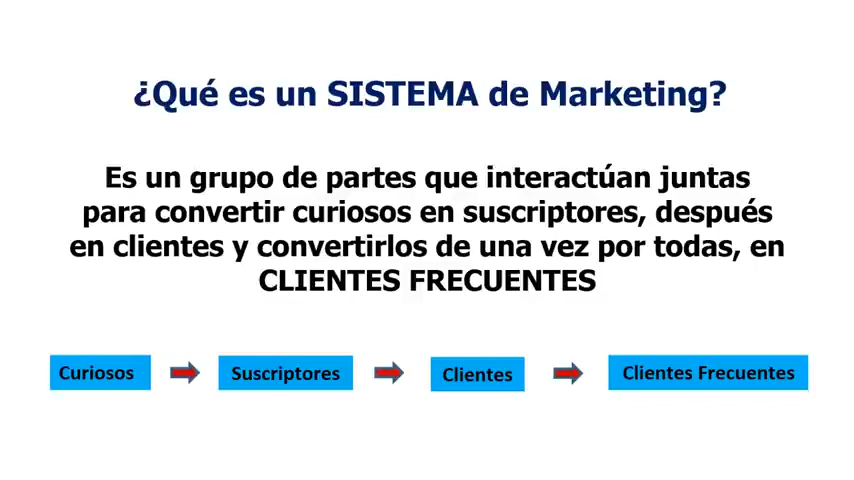 ¿Qué es un SISTEMA de Marketing?
Es un grupo de partes que interactúan juntas
para convertir curiosos en suscriptores, después
en clientes y convertirlos de una vez por todas, en
CLIENTES FRECUENTES
Curiosos
Suscriptores
Clientes
Clientes Frecuentes